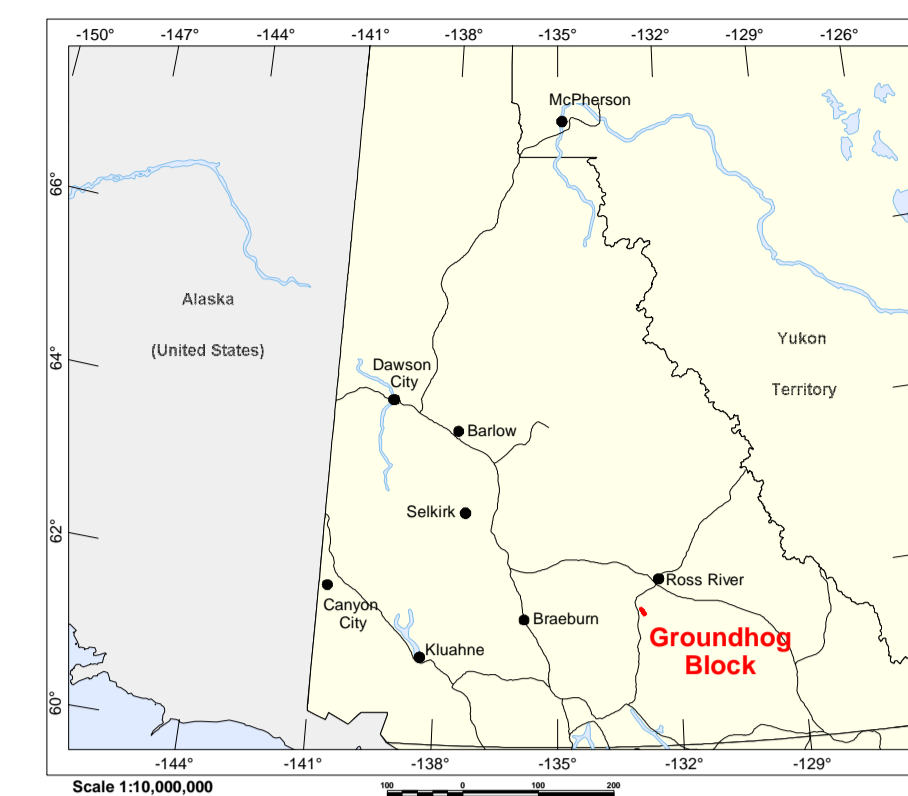 -150° -147° -144° -141° -138° -135° -132° -129° -126°
McPherson
66°
Alaska
(United States)
Yukon
Territory
64°
Dawson
City
Barlow
Selkirk
62°
Ross River
Canyon
City
Braeburn
Groundhog
Block
Kluahne
60°
-144° -141° -138° -135° -132° -129°
Scale 1:10,000,000
100 0 100 200